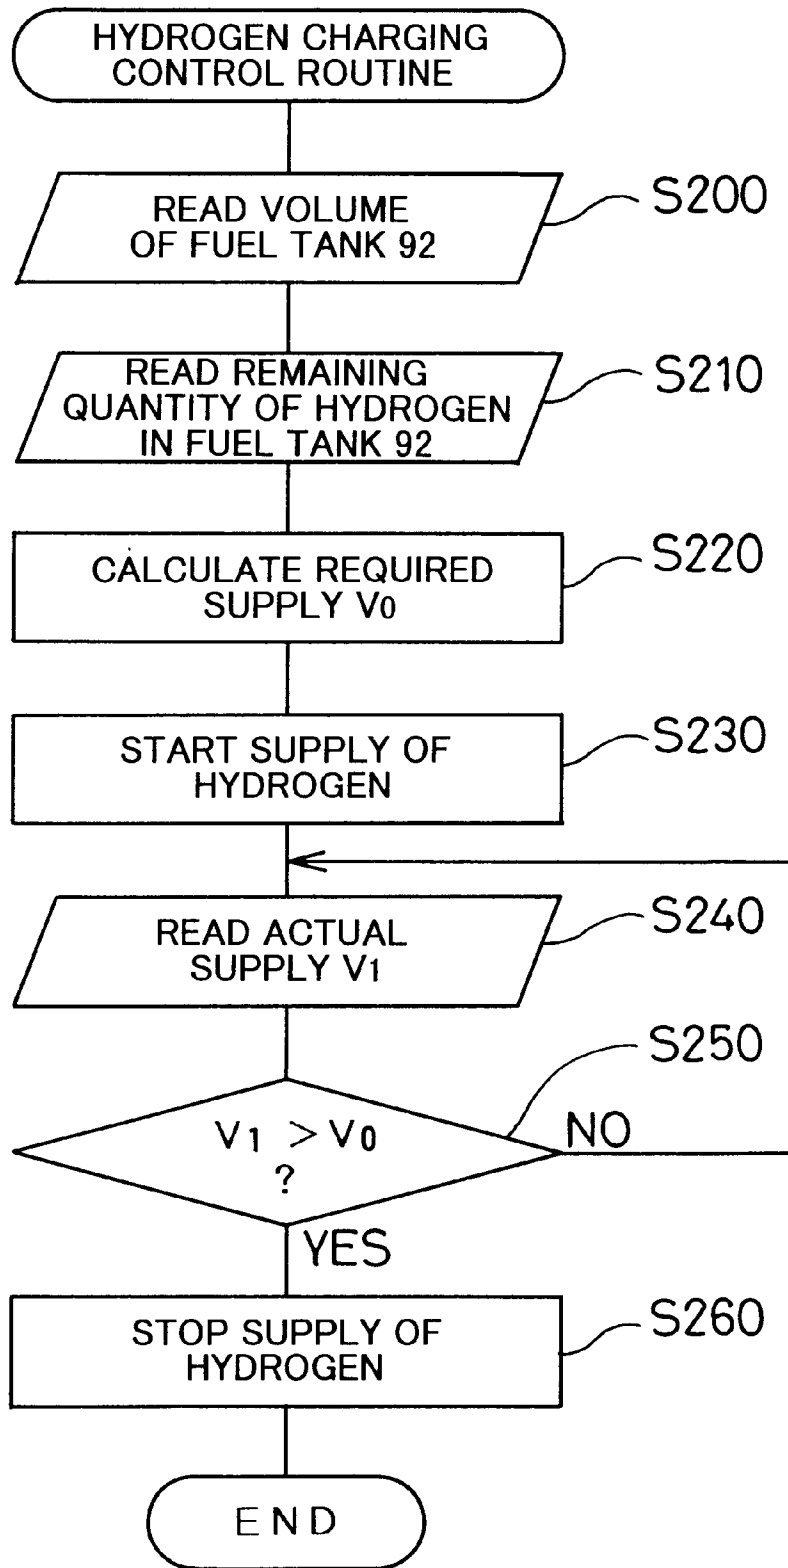 HYDROGEN CHARGING
CONTROL ROUTINE
READ VOLUME
OF FUEL TANK 92
S200
READ REMAINING
QUANTITY OF HYDROGEN
IN FUEL TANK 92
S210
CALCULATE REQUIRED
SUPPLY V0
S220
START SUPPLY OF
HYDROGEN
S230
READ ACTUAL
SUPPLY V1
S240
V1 > V0
?
S250
NO
YES
STOP SUPPLY OF
HYDROGEN
S260
END